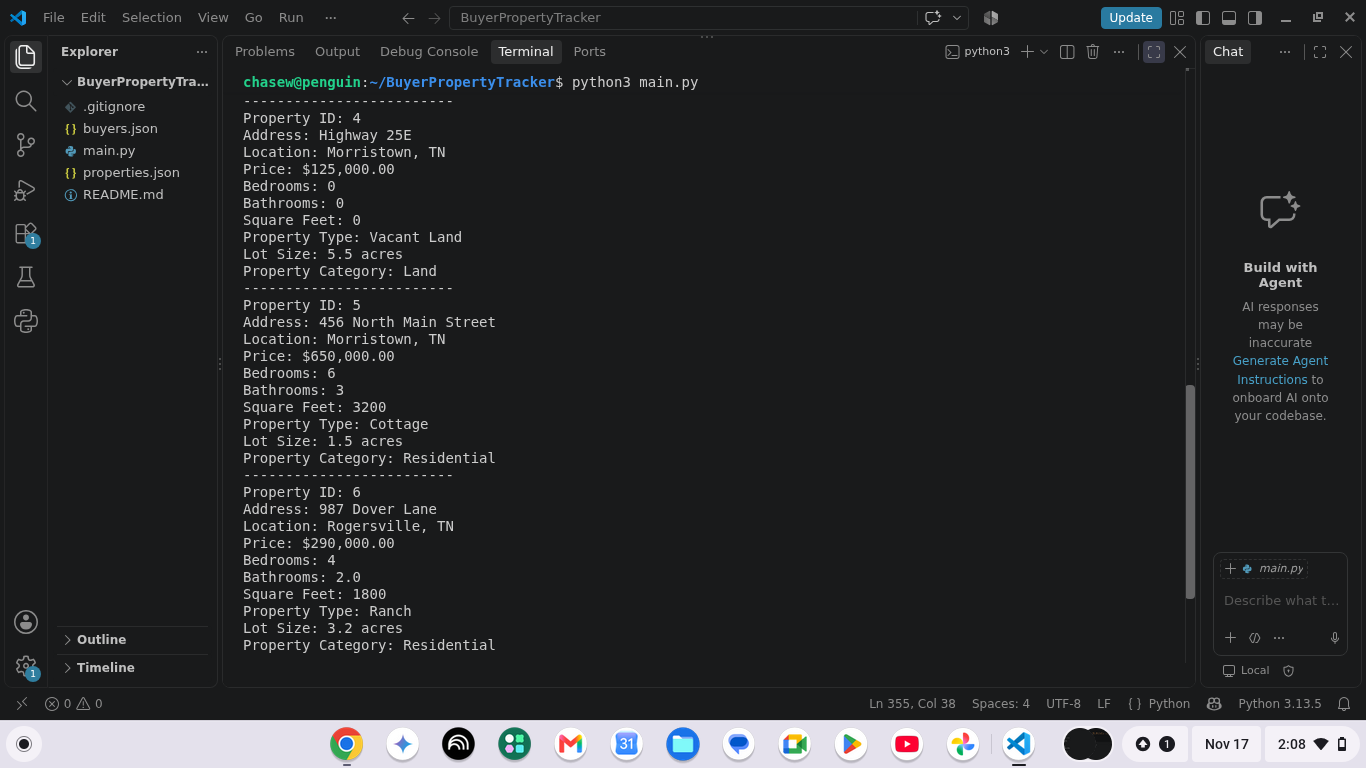 File Edit Selection View Go Run ···
BuyerPropertyTracker
Update
Explorer
BuyerPropertyTra...
.gitignore
buyers.json
main.py
properties.json
README.md
Outline
Timeline
1
1
Problems Output Debug Console Terminal Ports
python3
chasew@penguin:~/BuyerPropertyTracker$ python3 main.py
-------------------------
Property ID: 4
Address: Highway 25E
Location: Morristown, TN
Price: $125,000.00
Bedrooms: 0
Bathrooms: 0
Square Feet: 0
Property Type: Vacant Land
Lot Size: 5.5 acres
Property Category: Land
-------------------------
Property ID: 5
Address: 456 North Main Street
Location: Morristown, TN
Price: $650,000.00
Bedrooms: 6
Bathrooms: 3
Square Feet: 3200
Property Type: Cottage
Lot Size: 1.5 acres
Property Category: Residential
-------------------------
Property ID: 6
Address: 987 Dover Lane
Location: Rogersville, TN
Price: $290,000.00
Bedrooms: 4
Bathrooms: 2.0
Square Feet: 1800
Property Type: Ranch
Lot Size: 3.2 acres
Property Category: Residential
Chat
Build with
Agent
AI responses
may be
inaccurate
Generate Agent
Instructions to
onboard AI onto
your codebase.
main.py
Describe what t...
Local
0 0
Ln 355, Col 38 Spaces: 4 UTF-8 LF { } Python Python 3.13.5
31
1 Nov 17 2:08